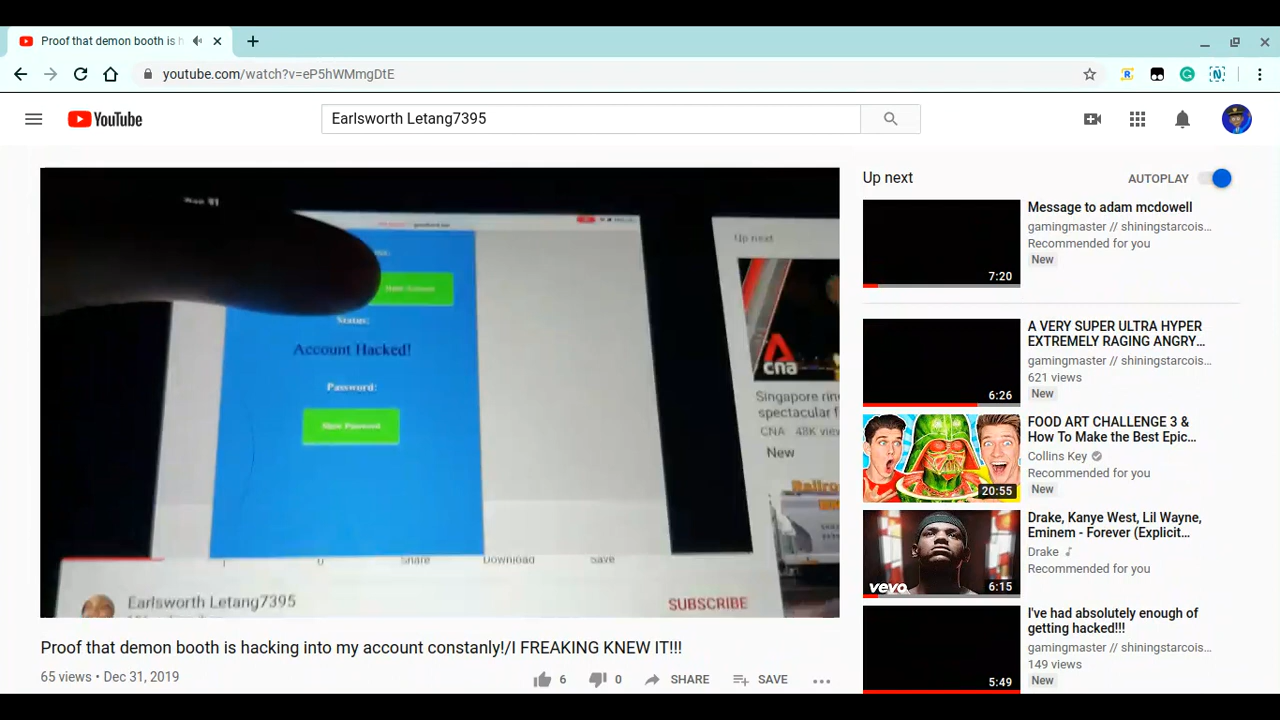 Proof that demon booth is h
youtube.com/watch?v=eP5hWMmgDtE
YouTube
Earlsworth Letang7395
Up next
Status:
Account Hacked!
Password:
Show Password
cna
Singapore rin
spectacular f
CNA 48K view
New
Share Download Save
Earlsworth Letang7395
SUBSCRIBE
Proof that demon booth is hacking into my account constanly!/I FREAKING KNEW IT!!!
65 views • Dec 31, 2019
6 0 SHARE SAVE
Up next
AUTOPLAY
7:20
Message to adam mcdowell
gamingmaster // shiningstarcois...
Recommended for you
New
6:26
A VERY SUPER ULTRA HYPER
EXTREMELY RAGING ANGRY...
gamingmaster // shiningstarcois...
621 views
New
20:55
FOOD ART CHALLENGE 3 &
How To Make the Best Epic...
Collins Key
Recommended for you
New
vevo 6:15
Drake, Kanye West, Lil Wayne,
Eminem - Forever (Explicit...
Drake
Recommended for you
5:49
I've had absolutely enough of
getting hacked!!!
gamingmaster // shiningstarcois...
149 views
New